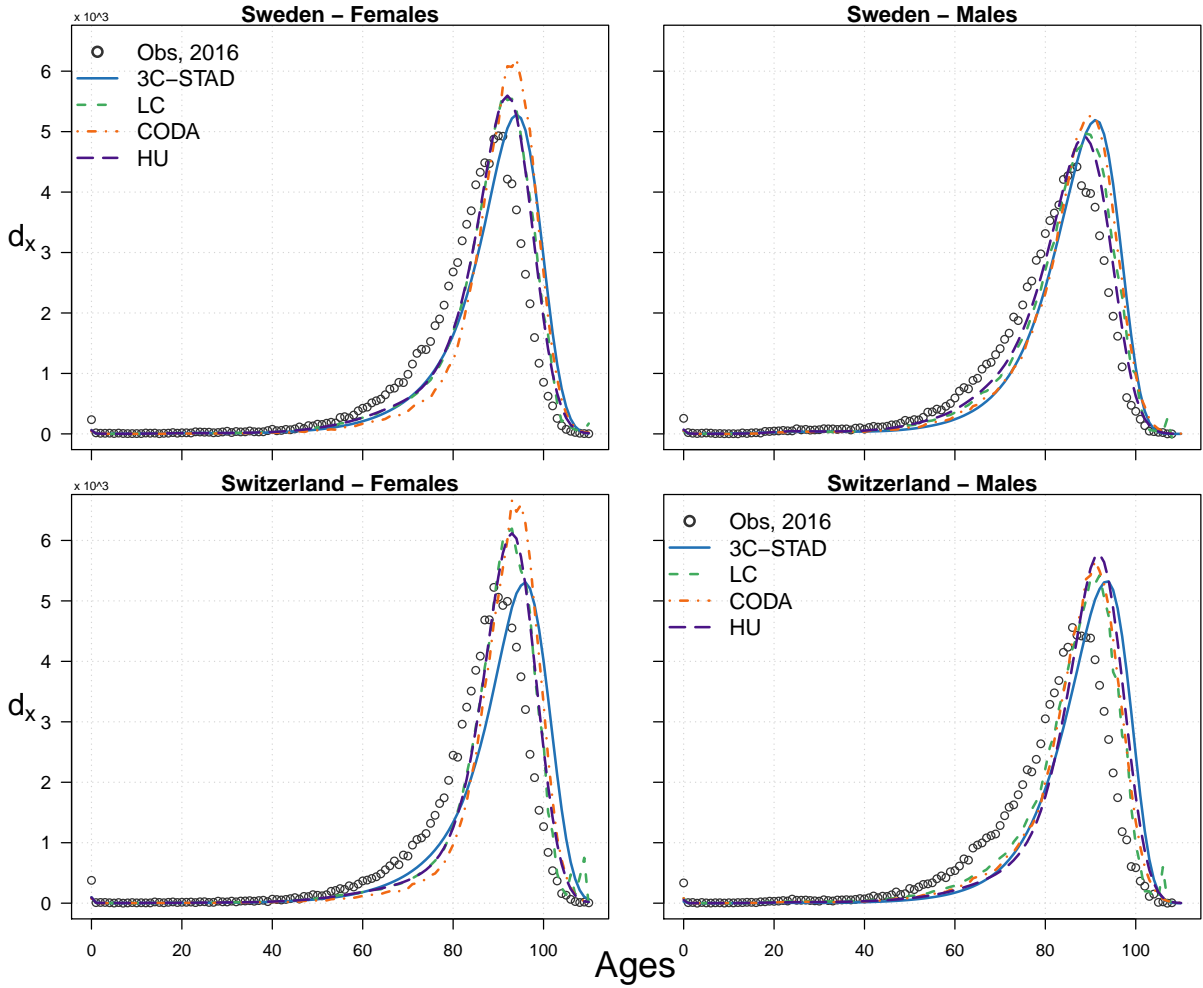 Sweden − Females
Sweden − Males
x 10^3
Obs, 2016
3C−STAD
LC
CODA
HU
6
5
4
3
2
1
0
dx
Switzerland − Females
Switzerland − Males
x 10^3
Obs, 2016
3C−STAD
LC
CODA
HU
6
5
4
3
2
1
0
dx
0 20 40 60 80 100
0 20 40 60 80 100
Ages